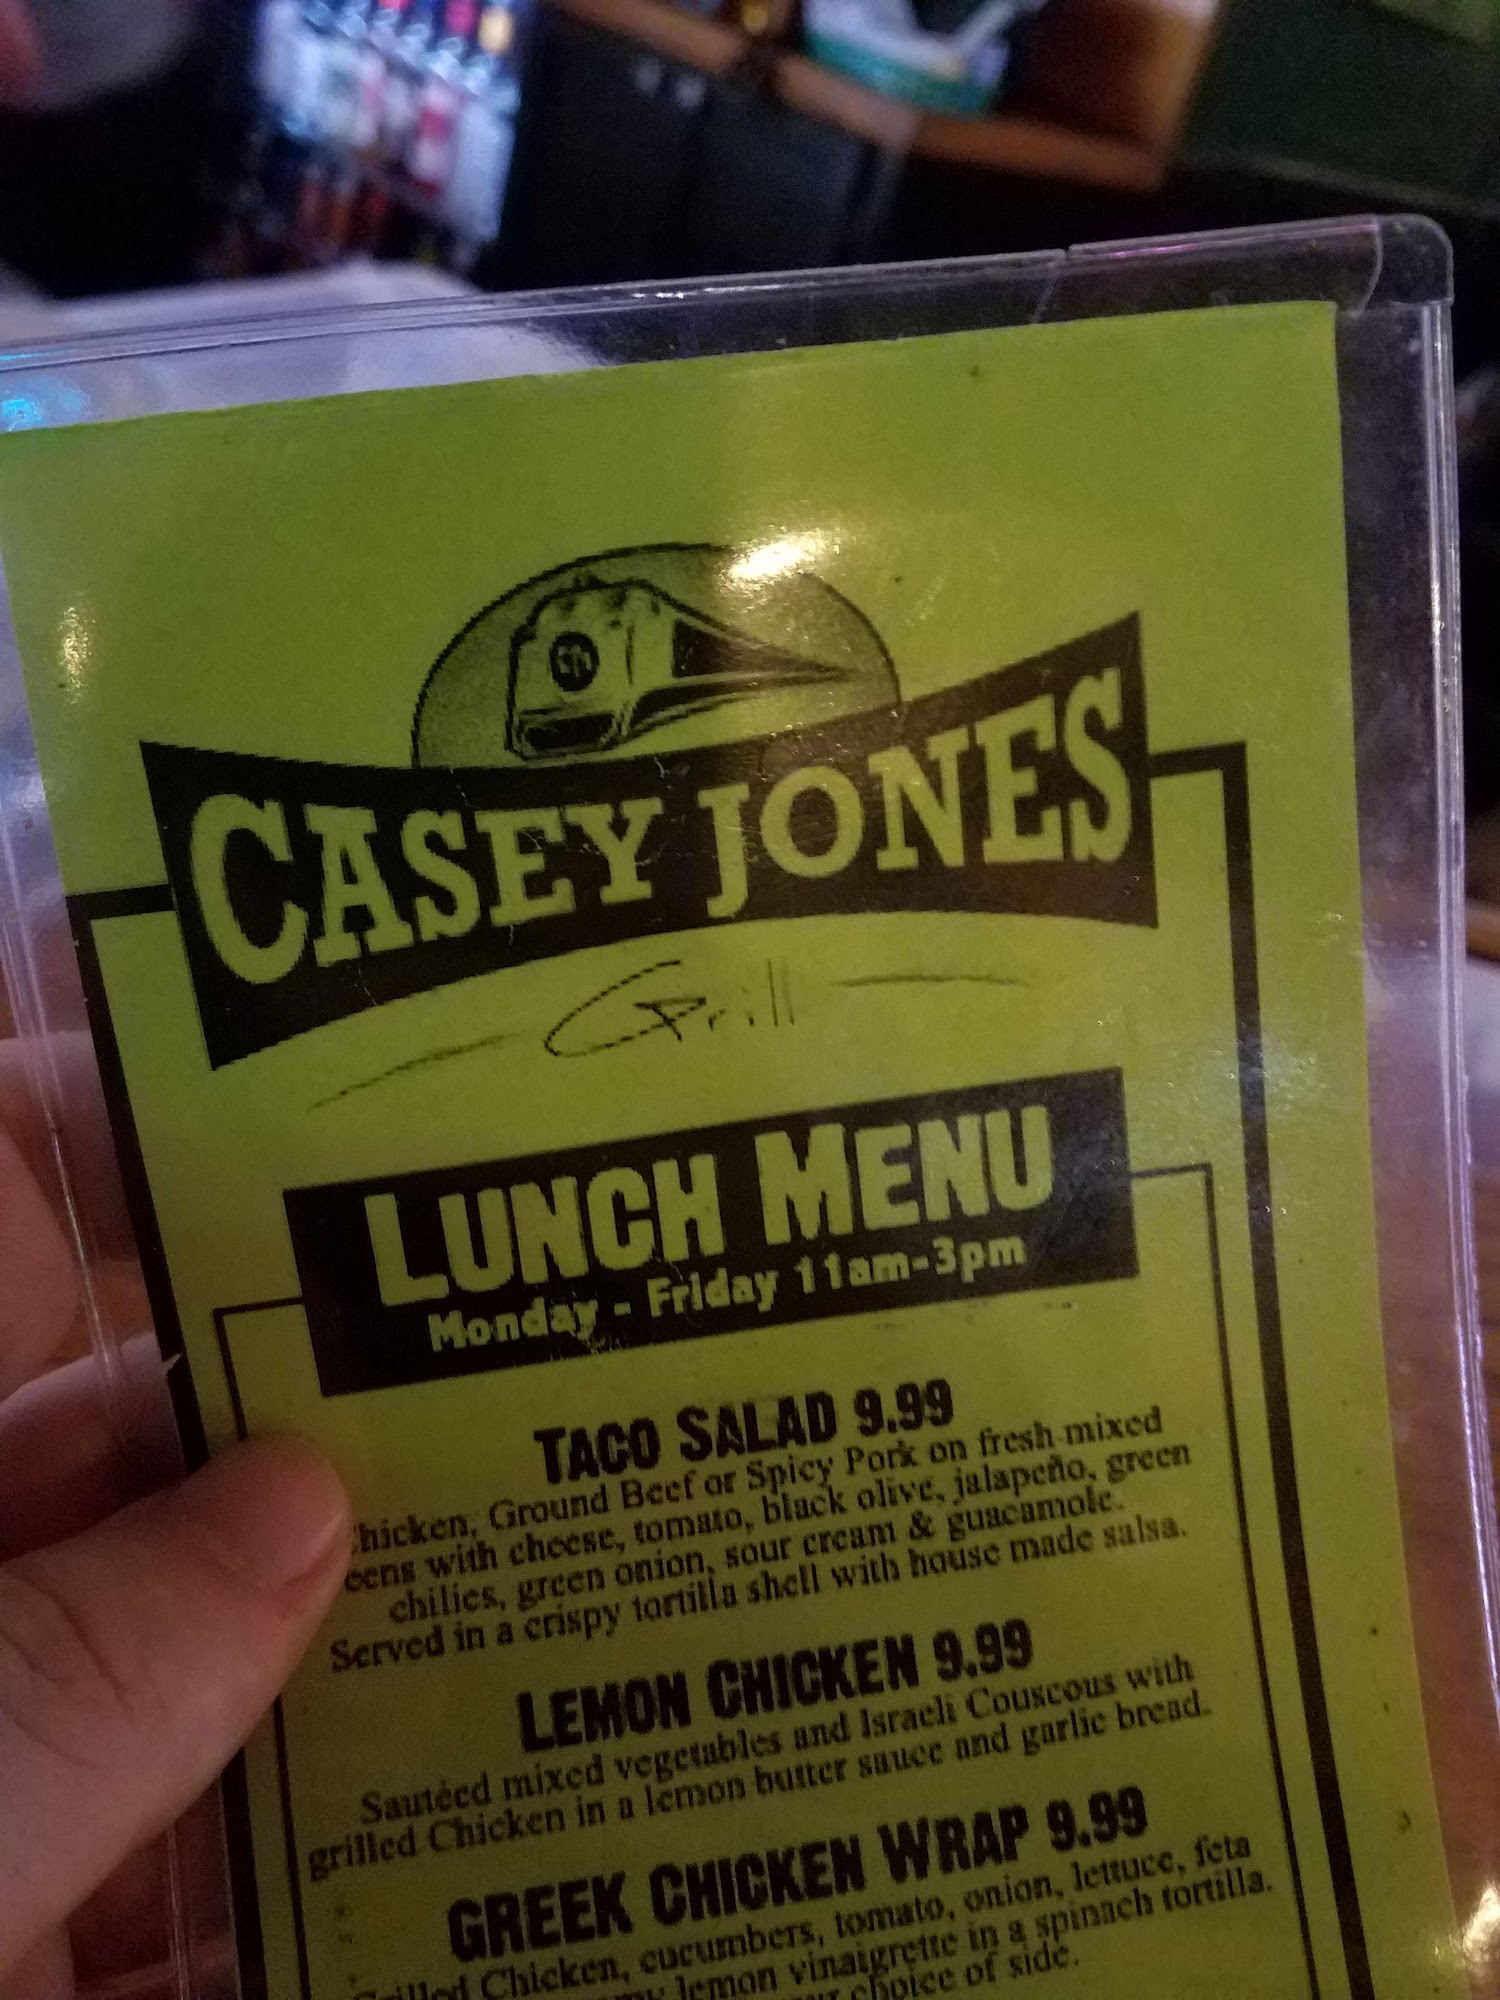 CASEY JONES
Grill
LUNCH MENU
Monday - Friday 11am-3pm
TACO SALAD 9.99
hicken, Ground Beef or Spicy Pork on fresh mixed
eens with cheese, tomato, black olive, jalapeño, green
chilies, green onion, sour cream & guacamole.
Served in a crispy tortilla shell with house made salsa.
LEMON CHICKEN 9.99
Sautéed mixed vegetables and Israeli Couscous with
grilled Chicken in a lemon butter sauce and garlic bread.
GREEK CHICKEN WRAP 9.99
Grilled Chicken, cucumbers, tomato, onion, lettuce, feta
lemon vinaigrette in a spinach tortilla.
choice of side.